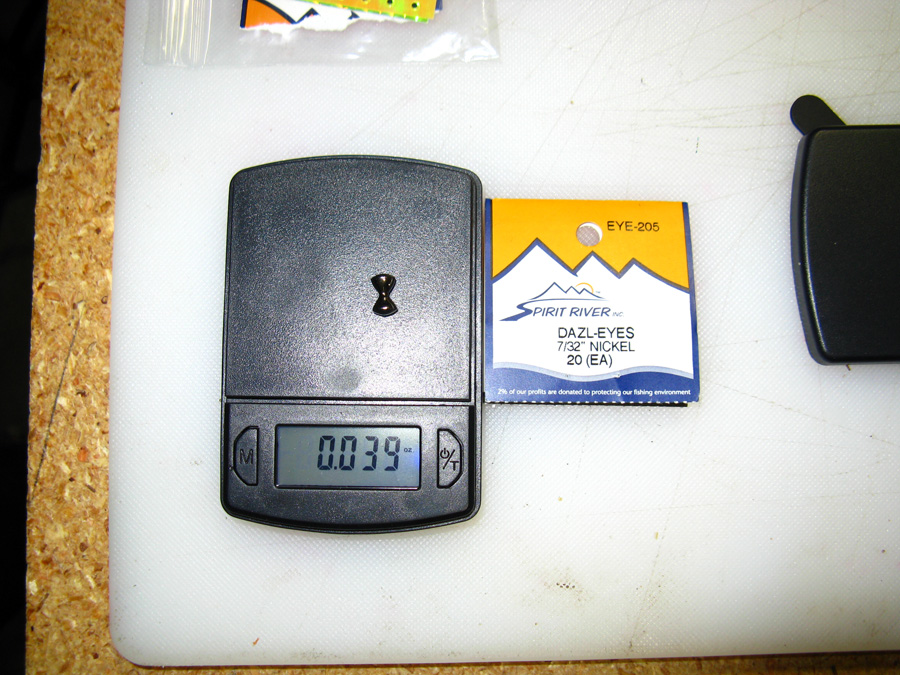 EYE-205
SPIRIT RIVER INC.
DAZL-EYES
7/32" NICKEL
20 (EA)
2% of our profits are donated to protecting our fishing environment
0.039 oz
M
⏻/T